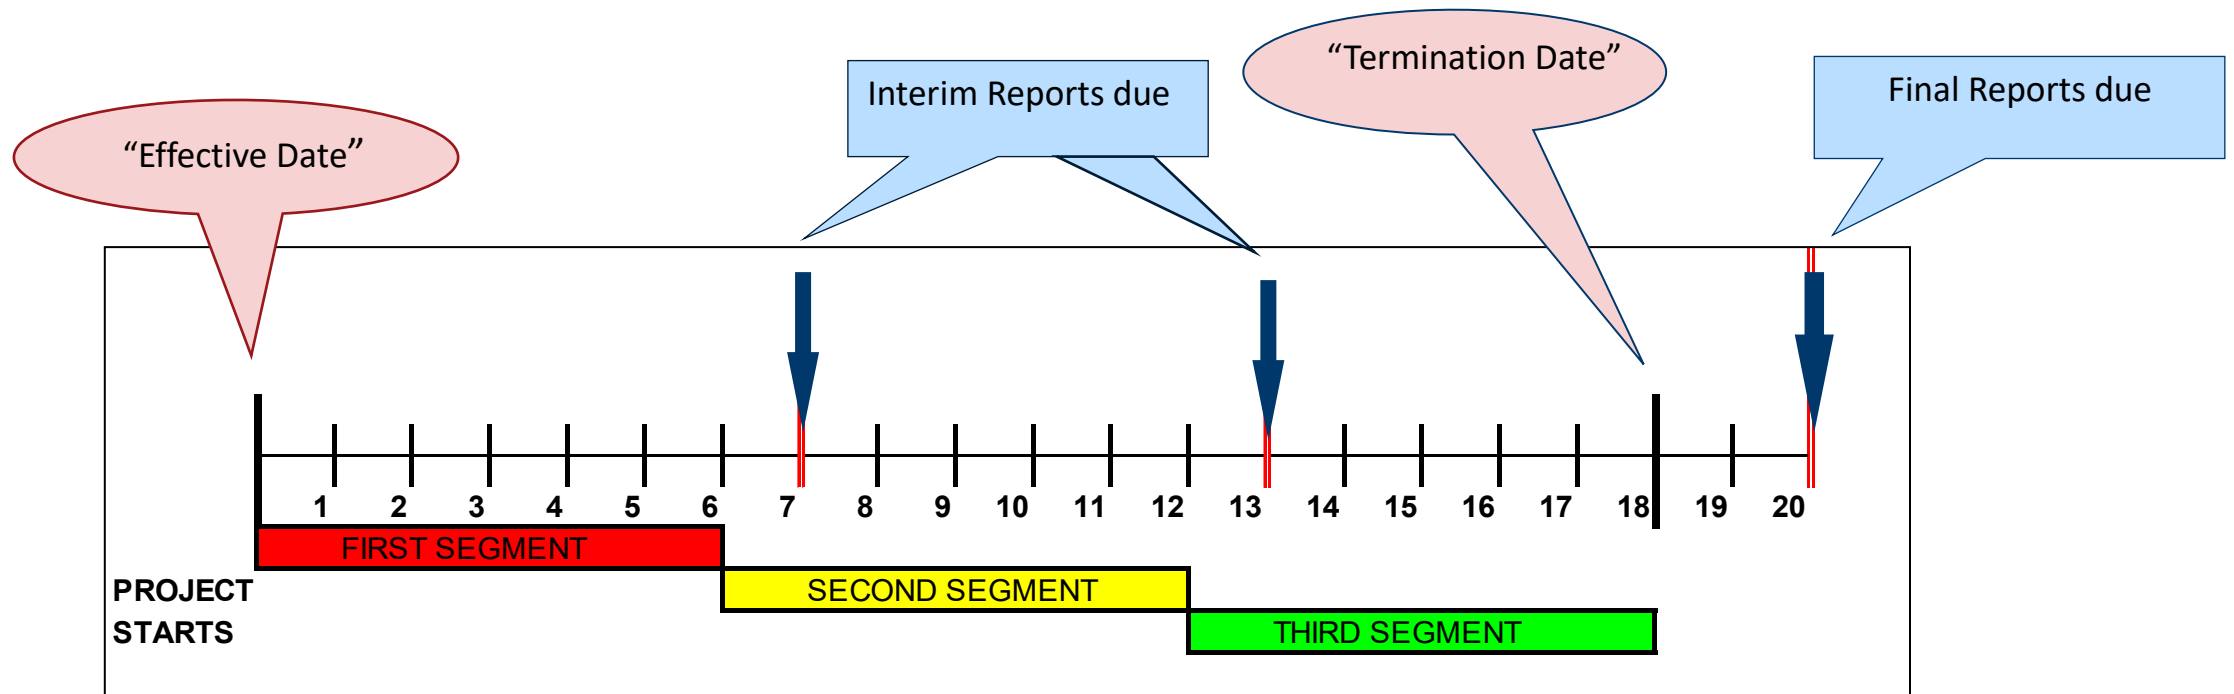 “Effective Date”
Interim Reports due
“Termination Date”
Final Reports due
1 2 3 4 5 6 7 8 9 10 11 12 13 14 15 16 17 18 19 20
FIRST SEGMENT
SECOND SEGMENT
THIRD SEGMENT
PROJECT
STARTS